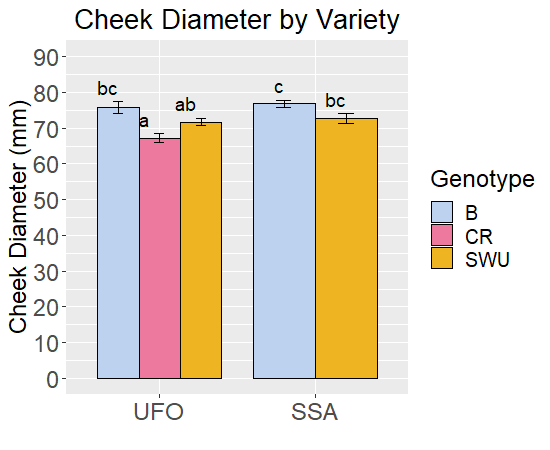 Cheek Diameter by Variety
Cheek Diameter (mm)
90
80
70
60
50
40
30
20
10
0
bc
a
ab
c
bc
UFO
SSA
Genotype
B
CR
SWU